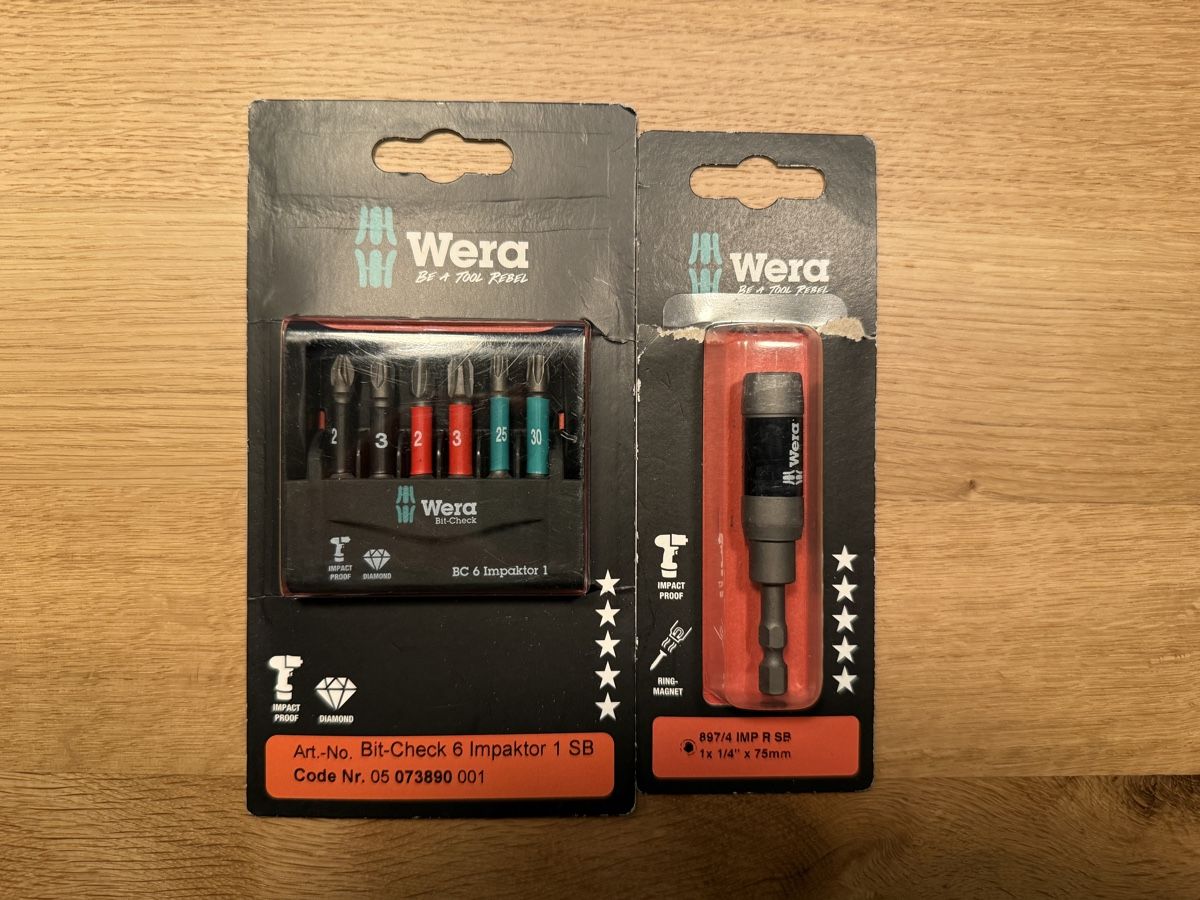 Wera
BE A TOOL REBEL
2
3
2
3
25
30
Wera
Bit-Check
IMPACT
PROOF
DIAMOND
BC 6 Impaktor 1
IMPACT
PROOF
DIAMOND
Art.-No. Bit-Check 6 Impaktor 1 SB
Code Nr. 05 073890 001
Wera
BE A TOOL REBEL
Wera
IMPACT
PROOF
RING-
MAGNET
897/4 IMP R SB
1x 1/4" x 75mm